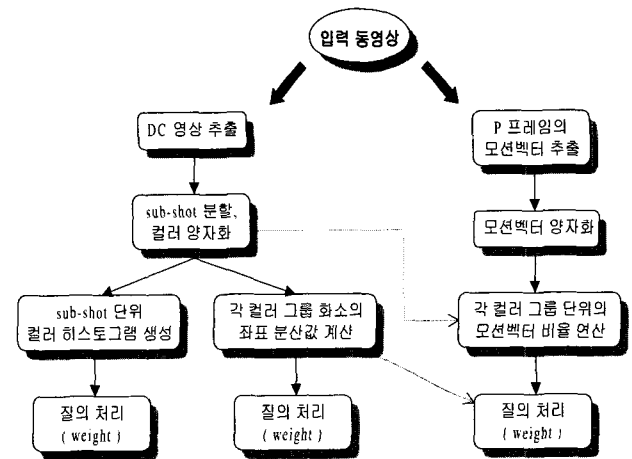 입력 동영상
DC 영상 추출
P 프레임의
모션벡터 추출
sub-shot 분할,
컬러 양자화
모션벡터 양자화
sub-shot 단위
컬러 히스토그램 생성
각 컬러 그룹 화소의
좌표 분산값 계산
각 컬러 그룹 단위의
모션벡터 비율 연산
질의 처리
( weight )
질의 처리
( weight )
질의 처리
( weight )